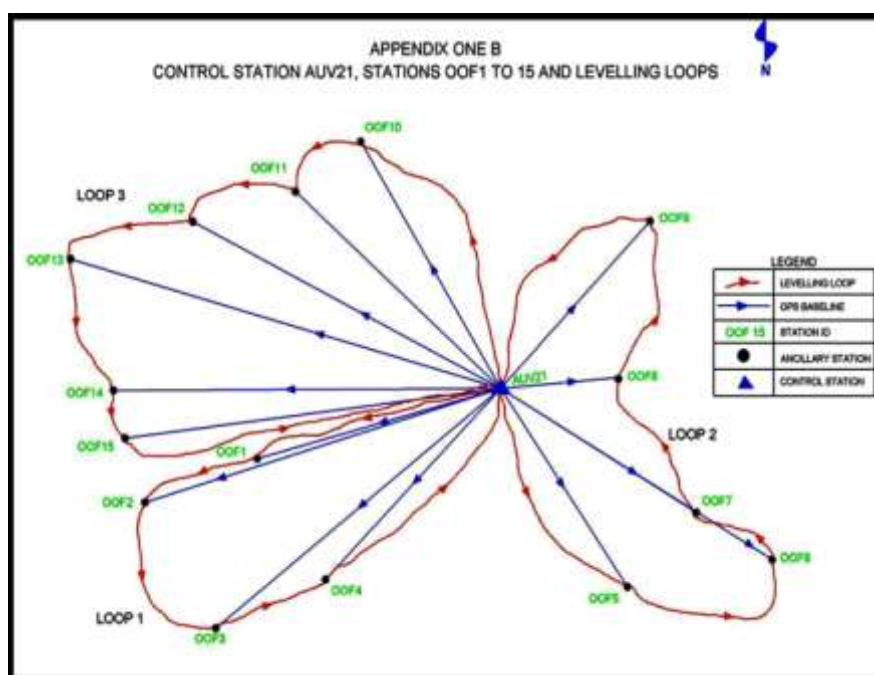 APPENDIX ONE B
CONTROL STATION AUV21, STATIONS OOF1 TO 15 AND LEVELLING LOOPS
N
OOF10
OOF11
LOOP 3
OOF12
OOF9
OOF13
LEGEND
LEVELLING LOOP
GPS BASELINE
OOF 15 STATION ID
ANCILLARY STATION
CONTROL STATION
AUV21
OOF8
OOF14
OOF15
OOF1
LOOP 2
OOF2
OOF7
OOF6
OOF4
OOF5
LOOP 1
OOF3